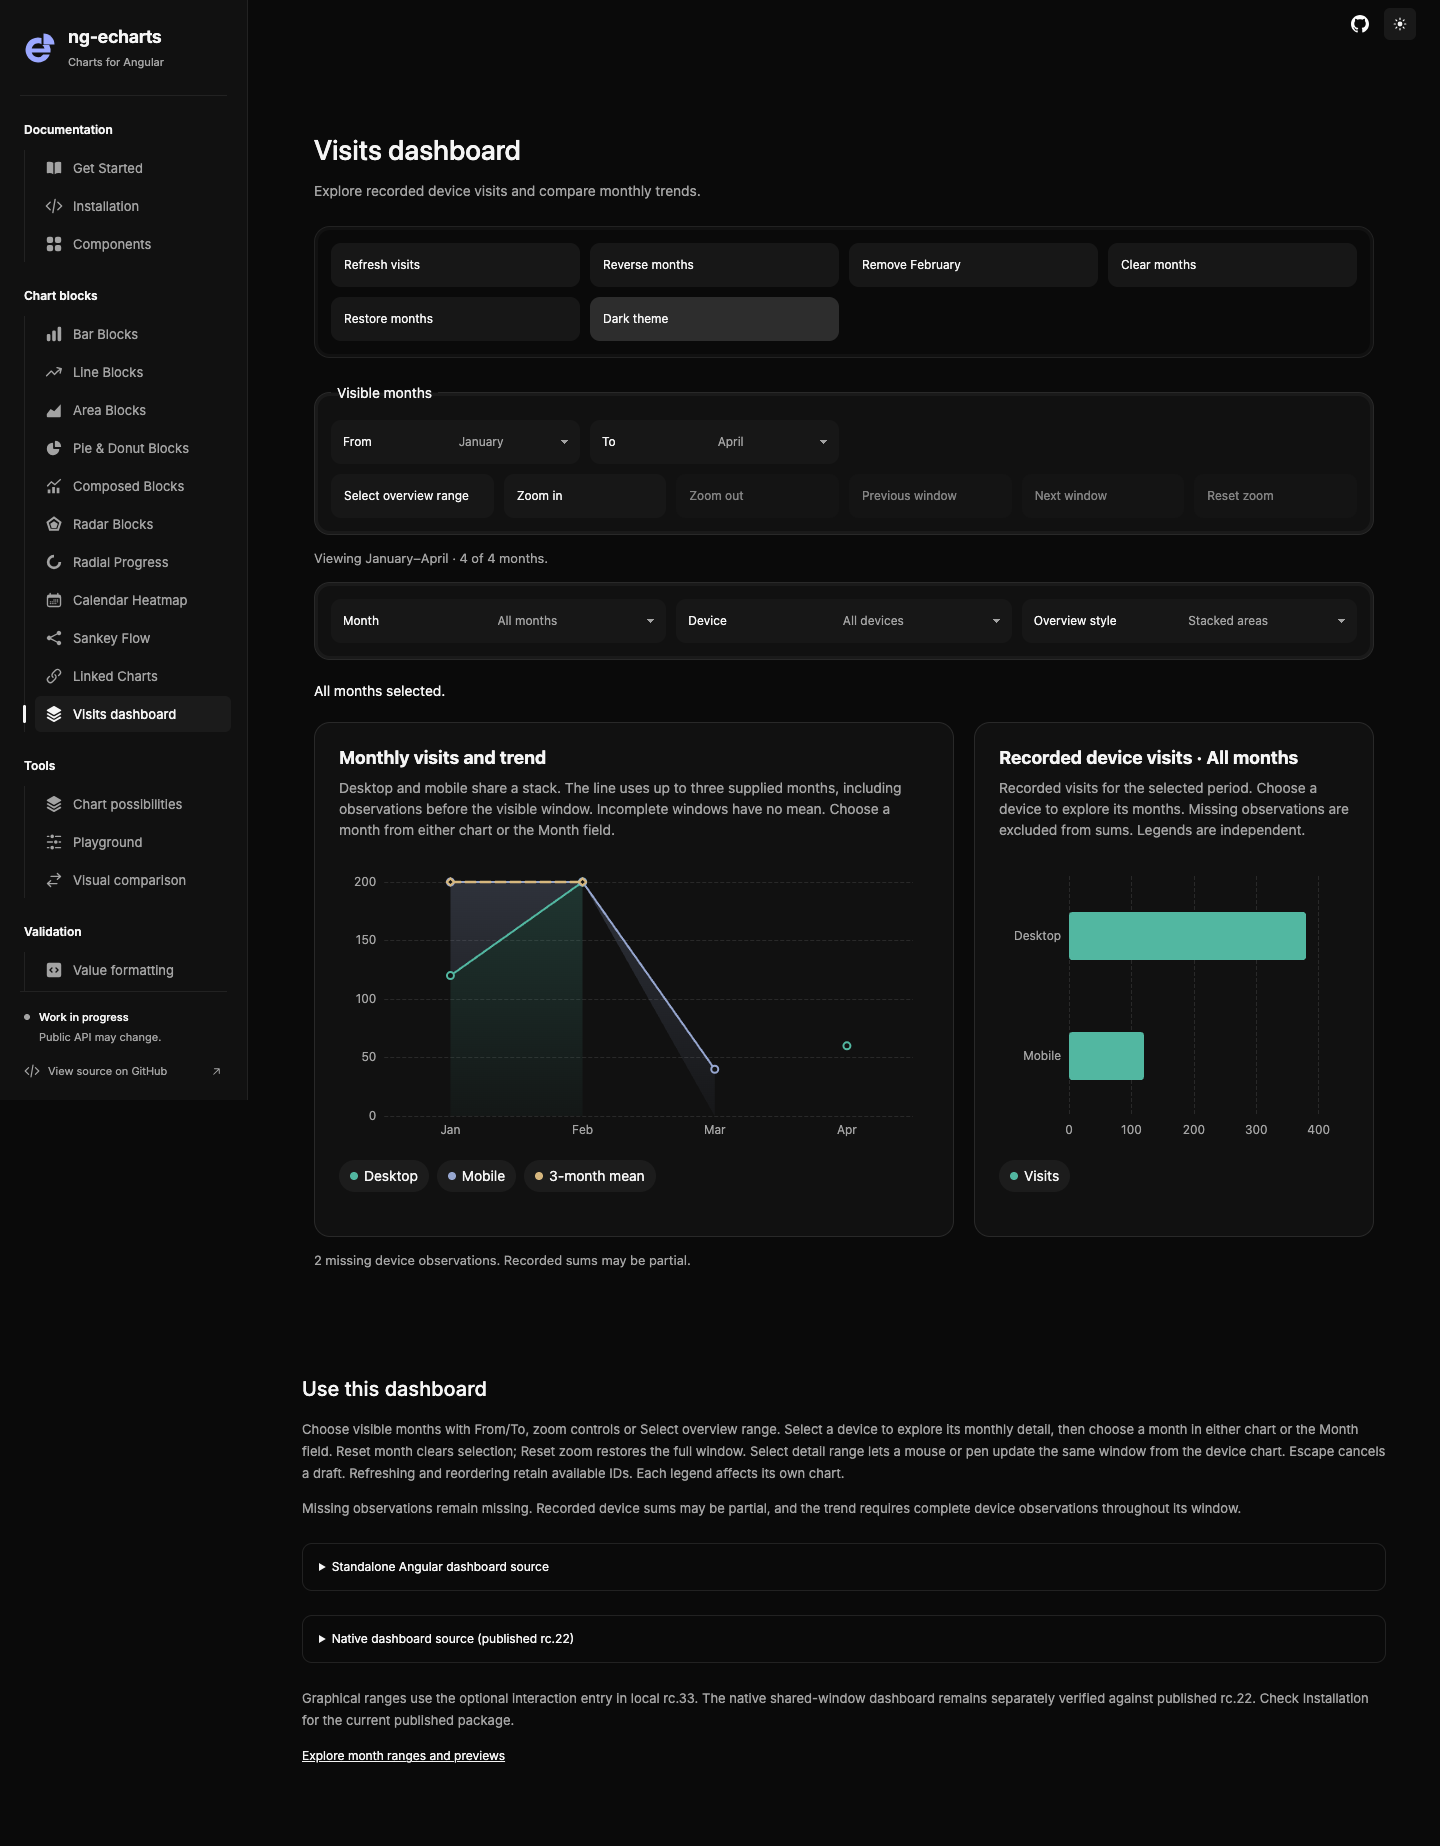 ng-echarts
Charts for Angular
Documentation
Get Started
Installation
Components
Chart blocks
Bar Blocks
Line Blocks
Area Blocks
Pie & Donut Blocks
Composed Blocks
Radar Blocks
Radial Progress
Calendar Heatmap
Sankey Flow
Linked Charts
Visits dashboard
Tools
Chart possibilities
Playground
Visual comparison
Validation
Value formatting
Work in progress
Public API may change.
View source on GitHub
Visits dashboard
Explore recorded device visits and compare monthly trends.
Refresh visits
Reverse months
Remove February
Clear months
Restore months
Dark theme
Visible months
From January
To April
Select overview range
Zoom in
Zoom out
Previous window
Next window
Reset zoom
Viewing January–April · 4 of 4 months.
Month All months
Device All devices
Overview style Stacked areas
All months selected.
Monthly visits and trend
Desktop and mobile share a stack. The line uses up to three supplied months, including
observations before the visible window. Incomplete windows have no mean. Choose a
month from either chart or the Month field.
200
150
100
50
0
Jan Feb Mar Apr
Desktop Mobile 3-month mean
Recorded device visits · All months
Recorded visits for the selected period. Choose a
device to explore its months. Missing observations are
excluded from sums. Legends are independent.
Desktop
Mobile
0 100 200 300 400
Visits
2 missing device observations. Recorded sums may be partial.
Use this dashboard
Choose visible months with From/To, zoom controls or Select overview range. Select a device to explore its monthly detail, then choose a month in either chart or the Month
field. Reset month clears selection; Reset zoom restores the full window. Select detail range lets a mouse or pen update the same window from the device chart. Escape cancels
a draft. Refreshing and reordering retain available IDs. Each legend affects its own chart.
Missing observations remain missing. Recorded device sums may be partial, and the trend requires complete device observations throughout its window.
Standalone Angular dashboard source
Native dashboard source (published rc.22)
Graphical ranges use the optional interaction entry in local rc.33. The native shared-window dashboard remains separately verified against published rc.22. Check Installation
for the current published package.
Explore month ranges and previews